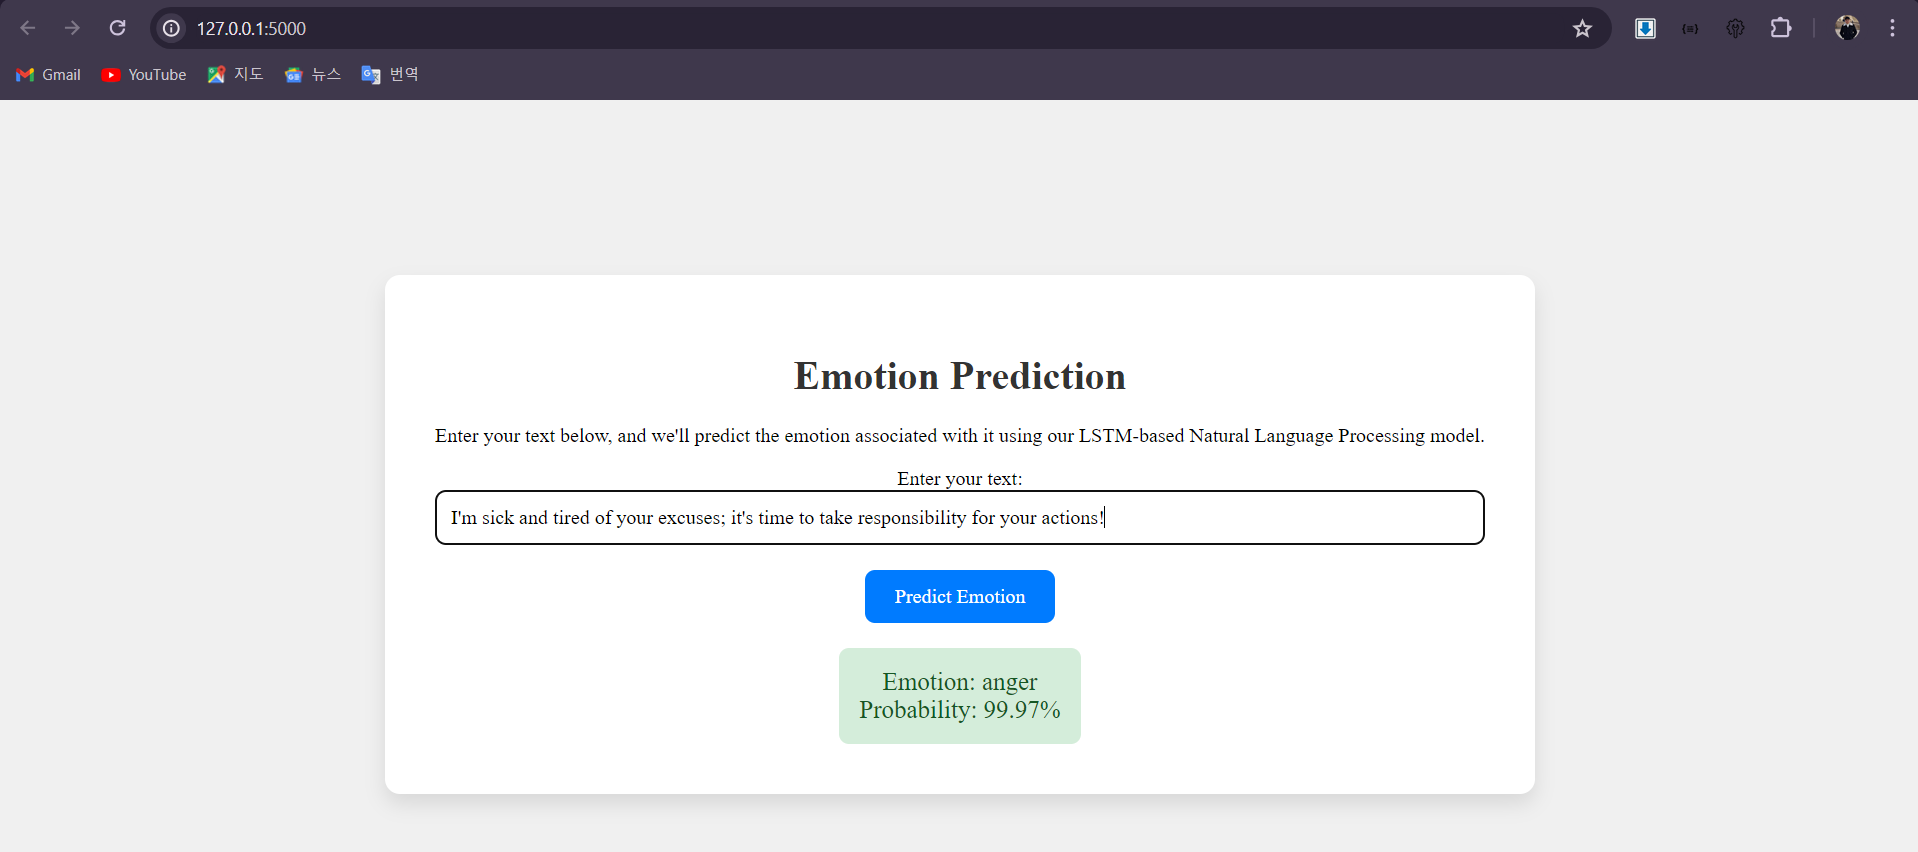 127.0.0.1:5000
Gmail YouTube 지도 뉴스 번역
Emotion Prediction
Enter your text below, and we'll predict the emotion associated with it using our LSTM-based Natural Language Processing model.
Enter your text:
I'm sick and tired of your excuses; it's time to take responsibility for your actions!
Predict Emotion
Emotion: anger
Probability: 99.97%